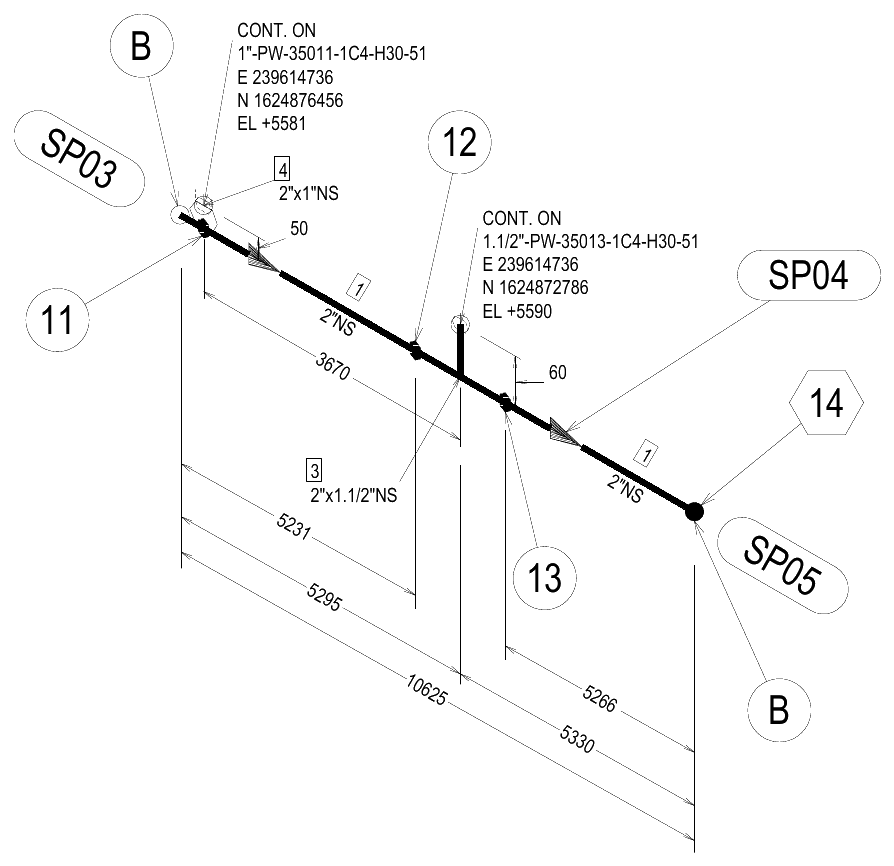 B
CONT. ON
1"-PW-35011-1C4-H30-51
E 239614736
N 1624876456
EL +5581
SP03
12
4
2"x1"NS
50
CONT. ON
1.1/2"-PW-35013-1C4-H30-51
E 239614736
N 1624872786
EL +5590
SP04
11
1
2"NS
3670
60
14
3
2"x1.1/2"NS
1
2"NS
5231
SP05
13
5295
10625
5266
B
5330